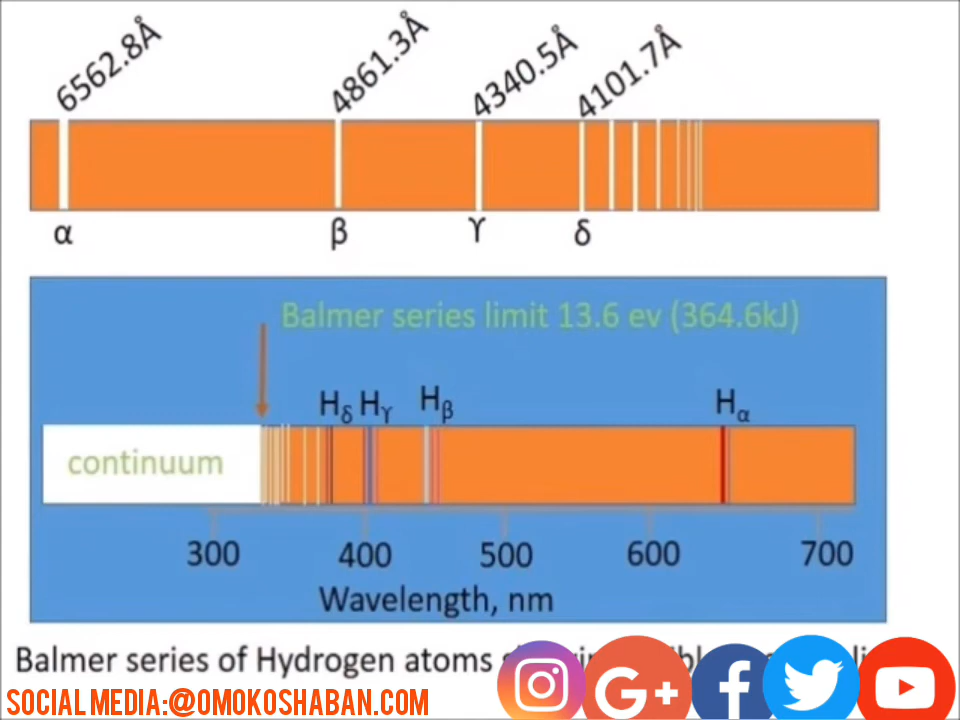 6562.8Å 4861.3Å 4340.5Å 4101.7Å
α β γ δ
Balmer series limit 13.6 ev (364.6kJ)
Hδ Hγ Hβ Hα
continuum
300 400 500 600 700
Wavelength, nm
Balmer series of Hydrogen atoms
SOCIAL MEDIA:@OMOKOSHABAN.COM
G+